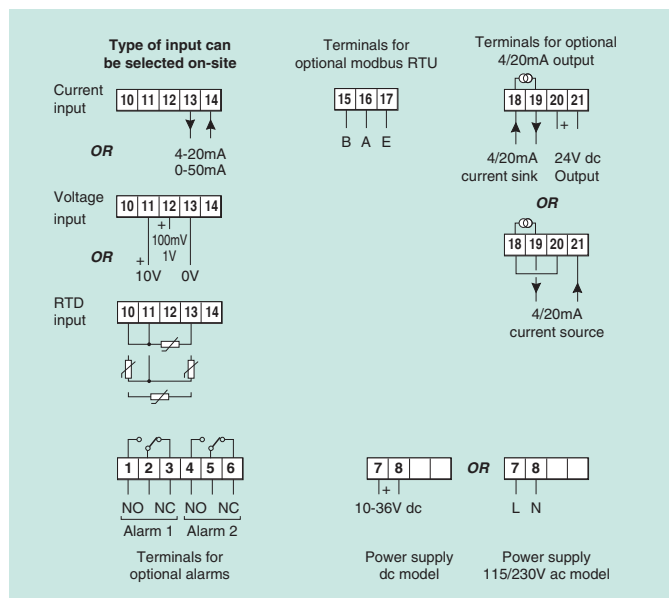 Type of input can
be selected on-site
Current
input
10 11 12 13 14
OR
4-20mA
0-50mA
Voltage
input
10 11 12 13 14
+
100mV
1V
OR
+
10V 0V
RTD
input
10 11 12 13 14
Terminals for
optional modbus RTU
15 16 17
B A E
Terminals for optional
4/20mA output
18 19 20 21
+
4/20mA
current sink
24V dc
Output
OR
18 19 20 21
4/20mA
current source
1 2 3 4 5 6
NO NC NO NC
Alarm 1 Alarm 2
Terminals for
optional alarms
7 8
+
10-36V dc
Power supply
dc model
OR
7 8
L N
Power supply
115/230V ac model